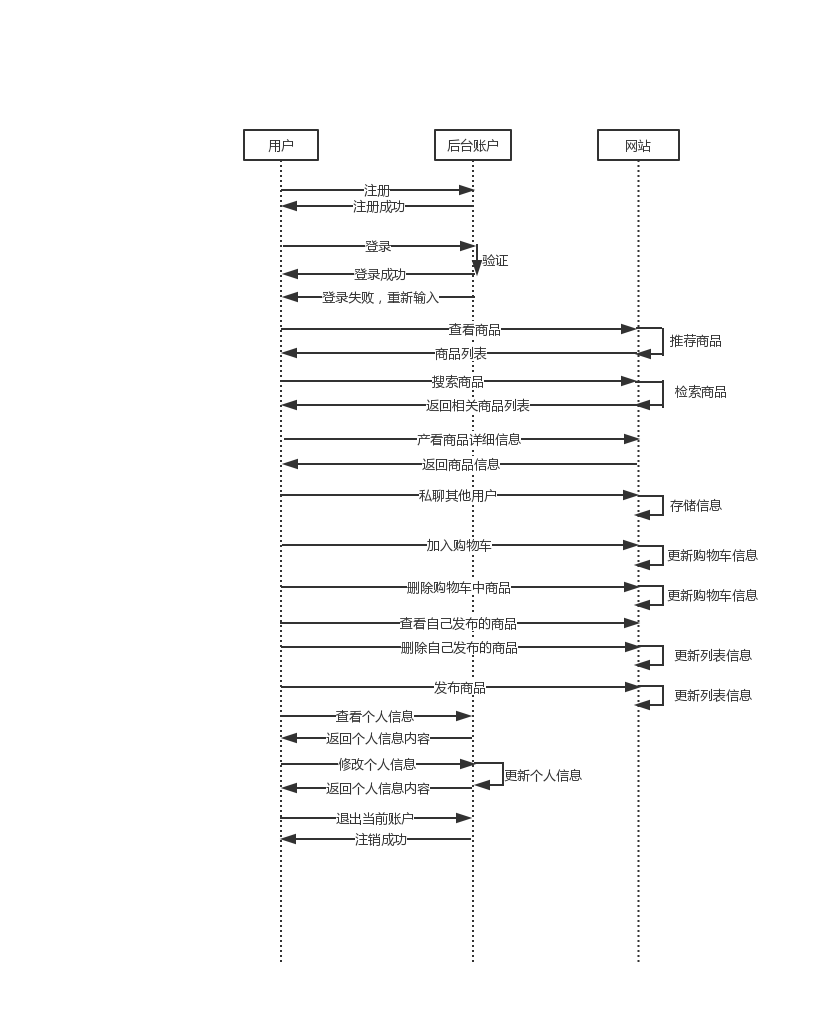 用户
后台账户
网站
注册
注册成功
登录
验证
登录成功
登录失败，重新输入
查看商品
推荐商品
商品列表
搜索商品
检索商品
返回相关商品列表
产看商品详细信息
返回商品信息
私聊其他用户
存储信息
加入购物车
更新购物车信息
删除购物车中商品
更新购物车信息
查看自己发布的商品
删除自己发布的商品
更新列表信息
发布商品
更新列表信息
查看个人信息
返回个人信息内容
修改个人信息
更新个人信息
返回个人信息内容
退出当前账户
注销成功